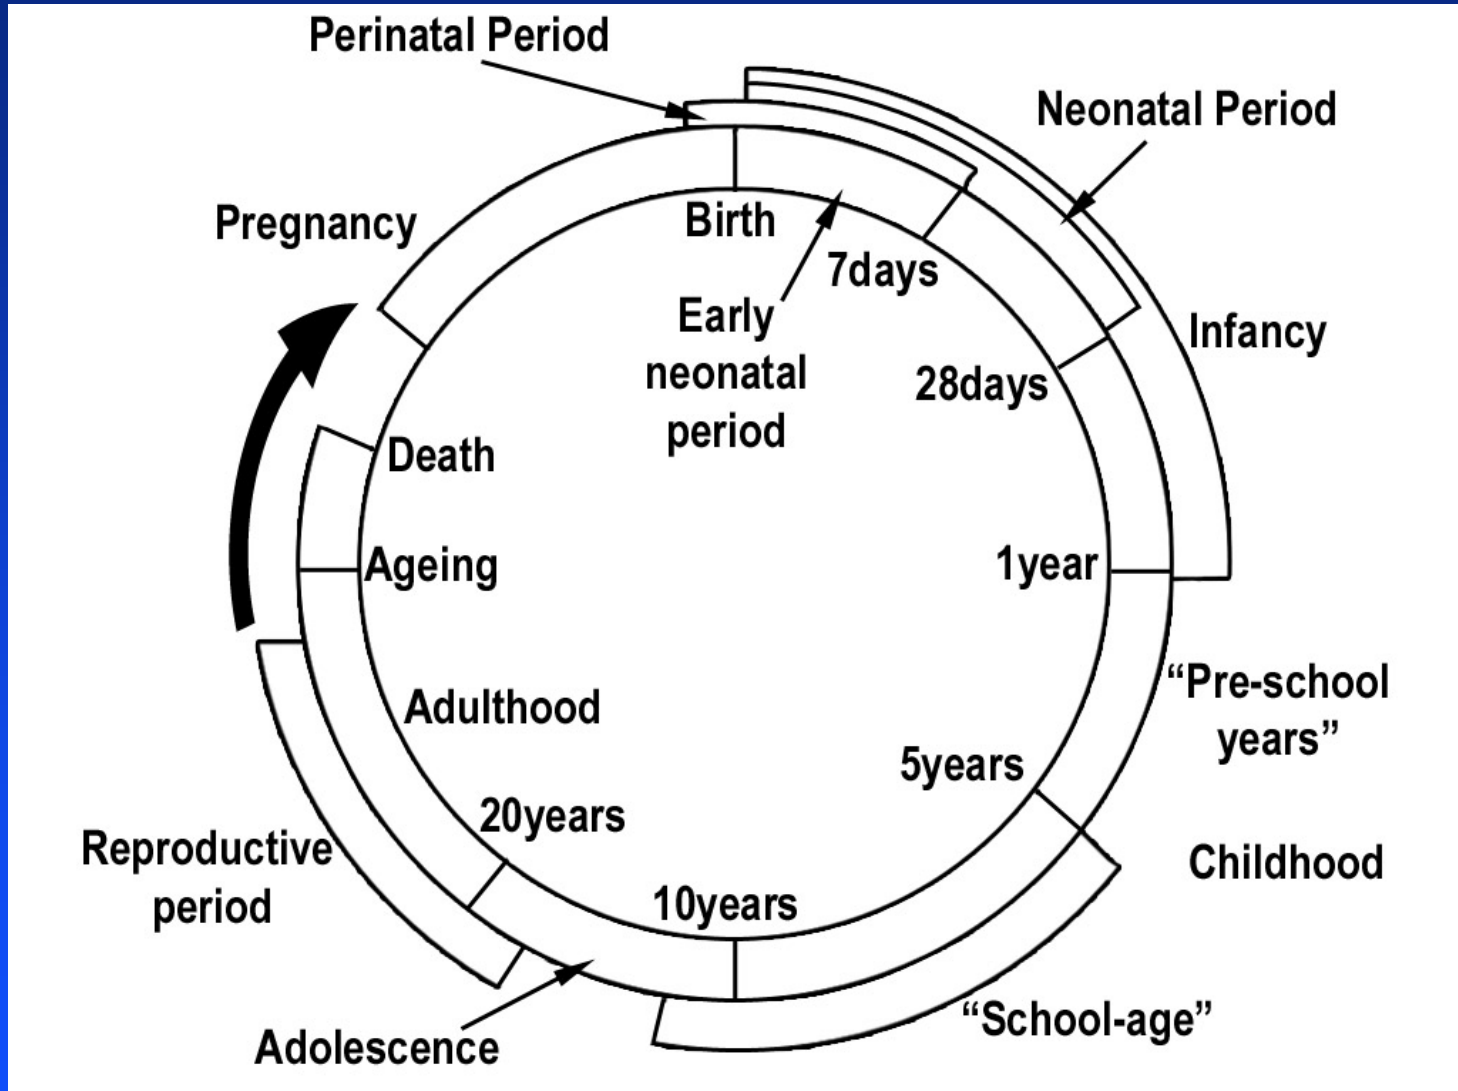 Perinatal Period
Neonatal Period
Pregnancy
Birth
7days
Early
neonatal
period
Infancy
28days
Death
Ageing
1year
“Pre-school
years”
Adulthood
5years
20years
Reproductive
period
Childhood
10years
“School-age”
Adolescence